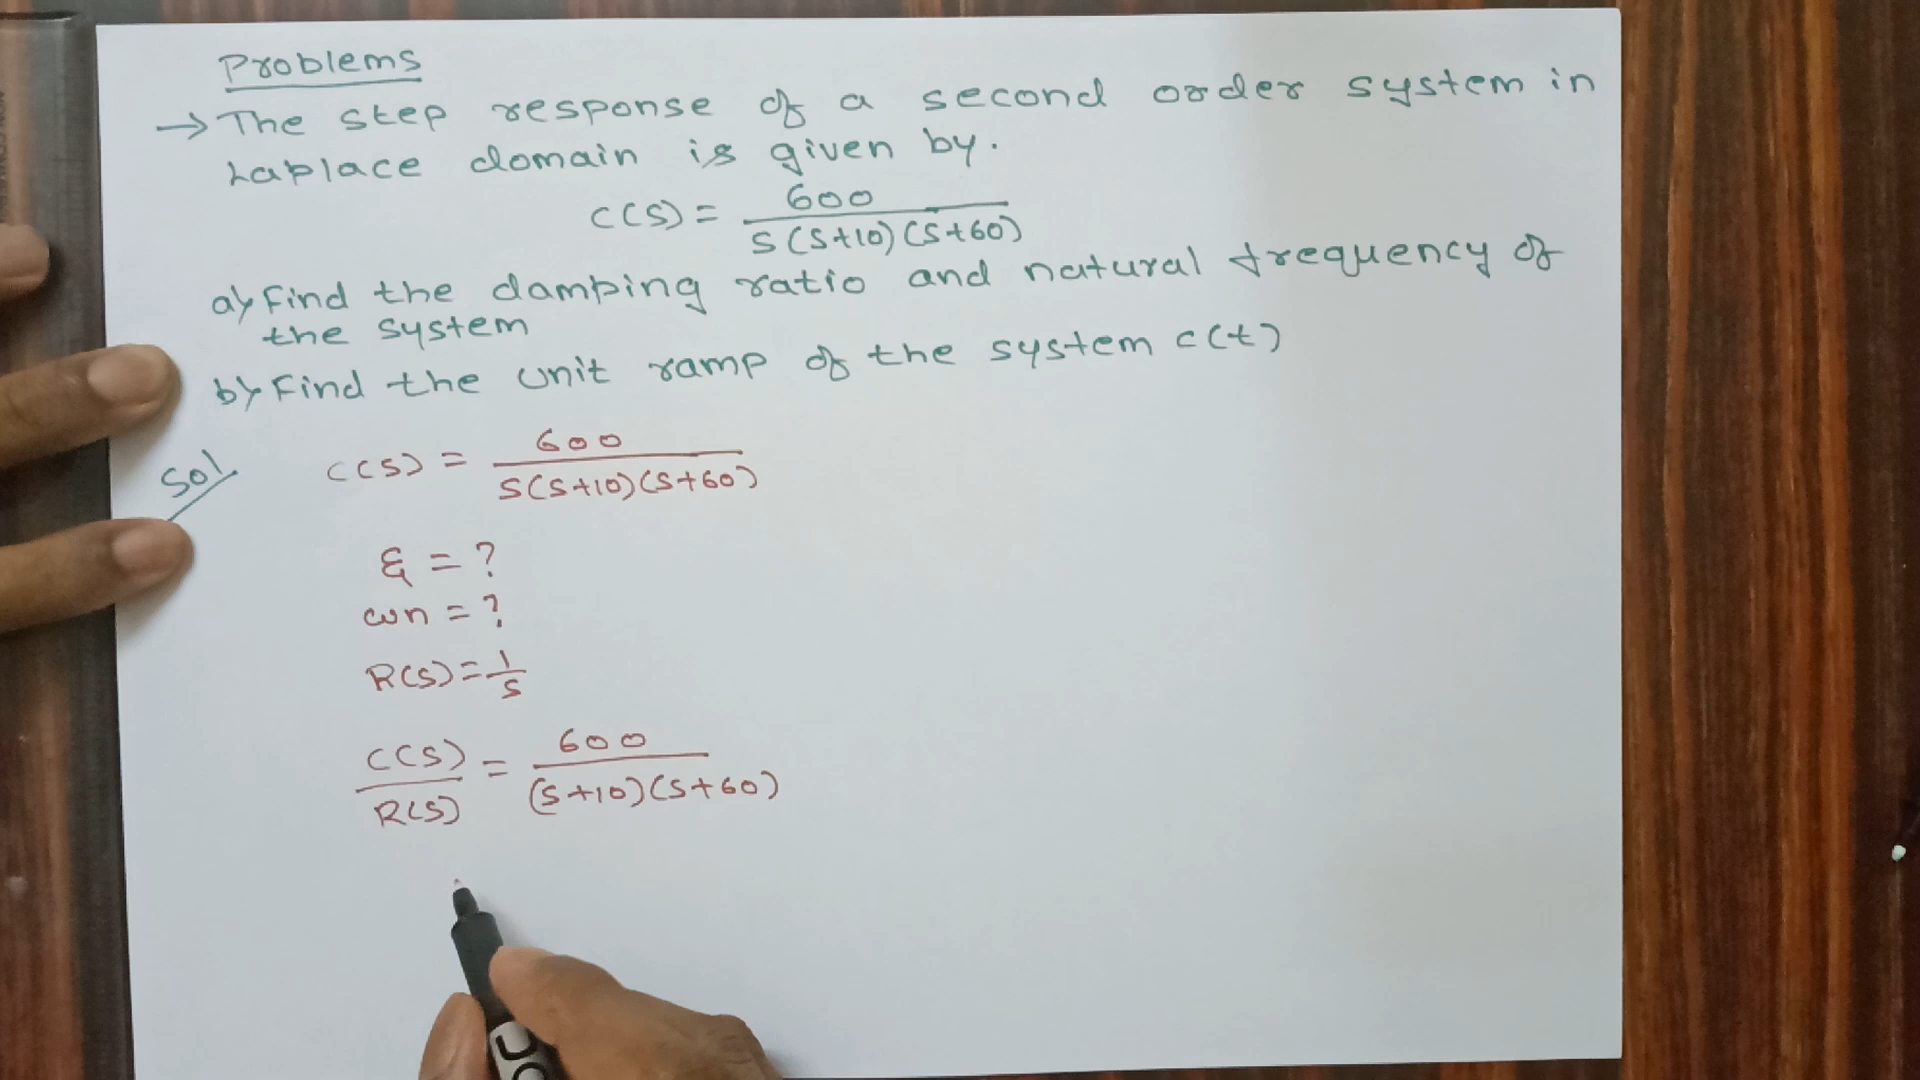 Problems
→ The step response of a second order system in
Laplace domain is given by.
C(S) = 600 / S(S+10)(S+60)
a) Find the damping ratio and natural frequency of
the system
b) Find the unit ramp of the system c(t)
Sol
C(S) = 600 / S(S+10)(S+60)
ξ = ?
ωn = ?
R(S) = 1/S
C(S)/R(S) = 600 / (S+10)(S+60)